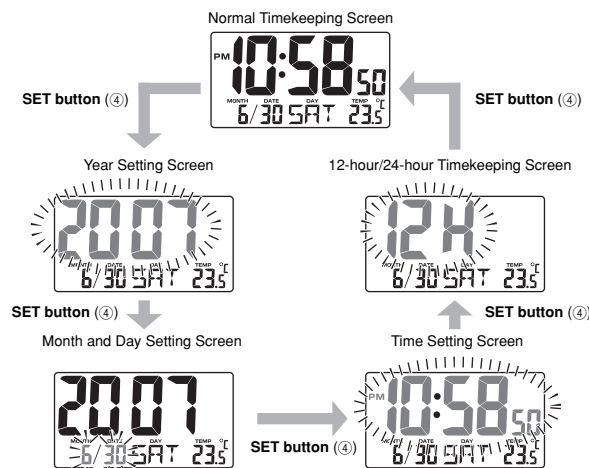 Normal Timekeeping Screen
PM 10:58 50
MONTH DATE DAY TEMP
6/30 SAT 23.5 °C
SET button (④)
SET button (④)
Year Setting Screen
12-hour/24-hour Timekeeping Screen
2007
MONTH DATE DAY TEMP
6/30 SAT 23.5 °C
12H
MONTH DATE DAY TEMP
6/30 SAT 23.5 °C
SET button (④)
SET button (④)
Month and Day Setting Screen
Time Setting Screen
2007
MONTH DATE DAY TEMP
6/30 SAT 23.5 °C
SET button (④)
PM 10:58 50
MONTH DATE DAY TEMP
6/30 SAT 23.5 °C